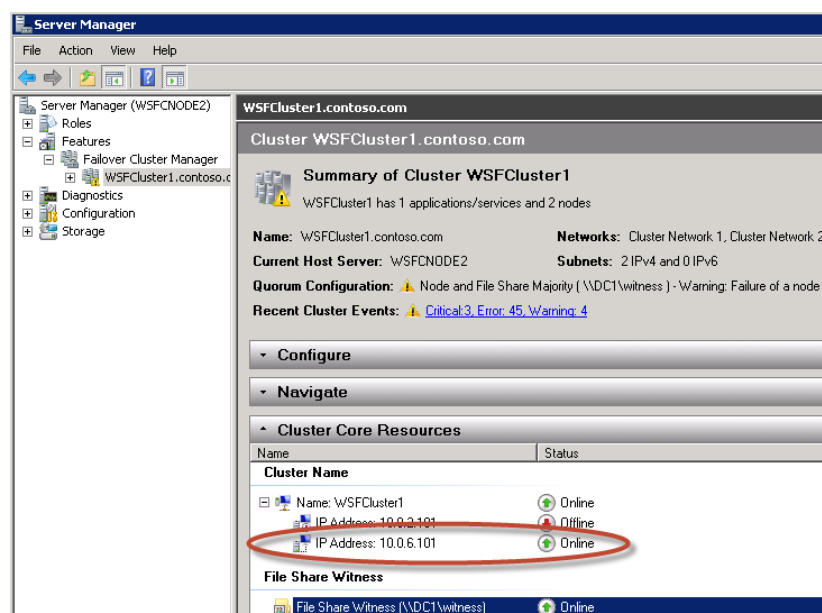 Server Manager
File Action View Help
Server Manager (WSFCNODE2)
Roles
Features
Failover Cluster Manager
WSFCluster1.contoso.c
Diagnostics
Configuration
Storage
WSFCluster1.contoso.com
Cluster WSFCluster1.contoso.com
Summary of Cluster WSFCluster1
WSFCluster1 has 1 applications/services and 2 nodes
Name: WSFCluster1.contoso.com Networks: Cluster Network 1, Cluster Network 2
Current Host Server: WSFCNODE2 Subnets: 2 IPv4 and 0 IPv6
Quorum Configuration: Node and File Share Majority ( \\DC1\witness ) - Warning: Failure of a node
Recent Cluster Events: Critical:3, Error: 45, Warning: 4
Configure
Navigate
Cluster Core Resources
Name Status
Cluster Name
Name: WSFCluster1 Online
IP Address: 10.0.2.101 Offline
IP Address: 10.0.6.101 Online
File Share Witness
File Share Witness (\\DC1\witness) Online